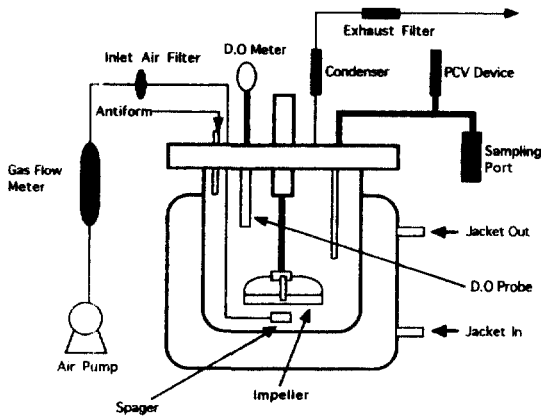 Exhaust Filter
D.O Meter
Inlet Air Filter
Condenser
PCV Device
Antiform
Gas Flow
Meter
Sampling
Port
Jacket Out
D.O Probe
Jacket In
Air Pump
Impelier
Spager